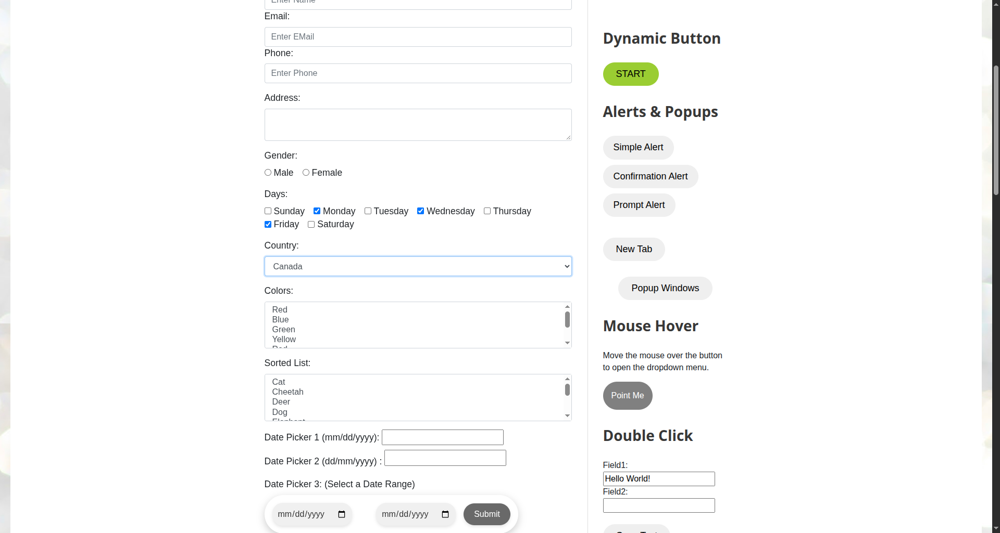 Enter Name
Email:
Enter EMail
Phone:
Enter Phone
Address:
Gender:
Male Female
Days:
Sunday Monday Tuesday Wednesday Thursday
Friday Saturday
Country:
Canada
Colors:
Red
Blue
Green
Yellow
Red
Sorted List:
Cat
Cheetah
Deer
Dog
Elephant
Date Picker 1 (mm/dd/yyyy):
Date Picker 2 (dd/mm/yyyy) :
Date Picker 3: (Select a Date Range)
mm/dd/yyyy mm/dd/yyyy Submit
Dynamic Button
START
Alerts & Popups
Simple Alert
Confirmation Alert
Prompt Alert
New Tab
Popup Windows
Mouse Hover
Move the mouse over the button
to open the dropdown menu.
Point Me
Double Click
Field1:
Hello World!
Field2: